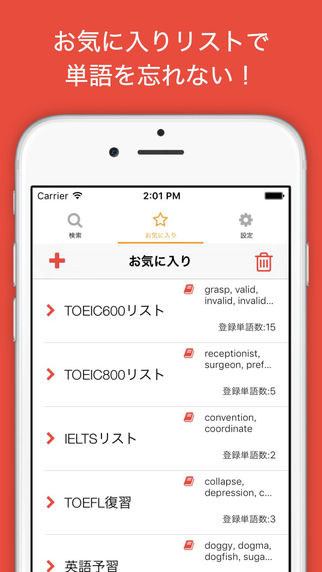 お気に入りリストで
単語を忘れない！
Carrier 2:01 PM
検索 お気に入り 設定
お気に入り
TOEIC600リスト
grasp, valid,
invalid, invalid...
登録単語数:15
TOEIC800リスト
receptionist,
surgeon, pref...
登録単語数:5
IELTSリスト
convention,
coordinate
登録単語数:2
TOEFL復習
collapse,
depression, c...
登録単語数:3
英語予習
doggy, dogma,
dogfish, suga...